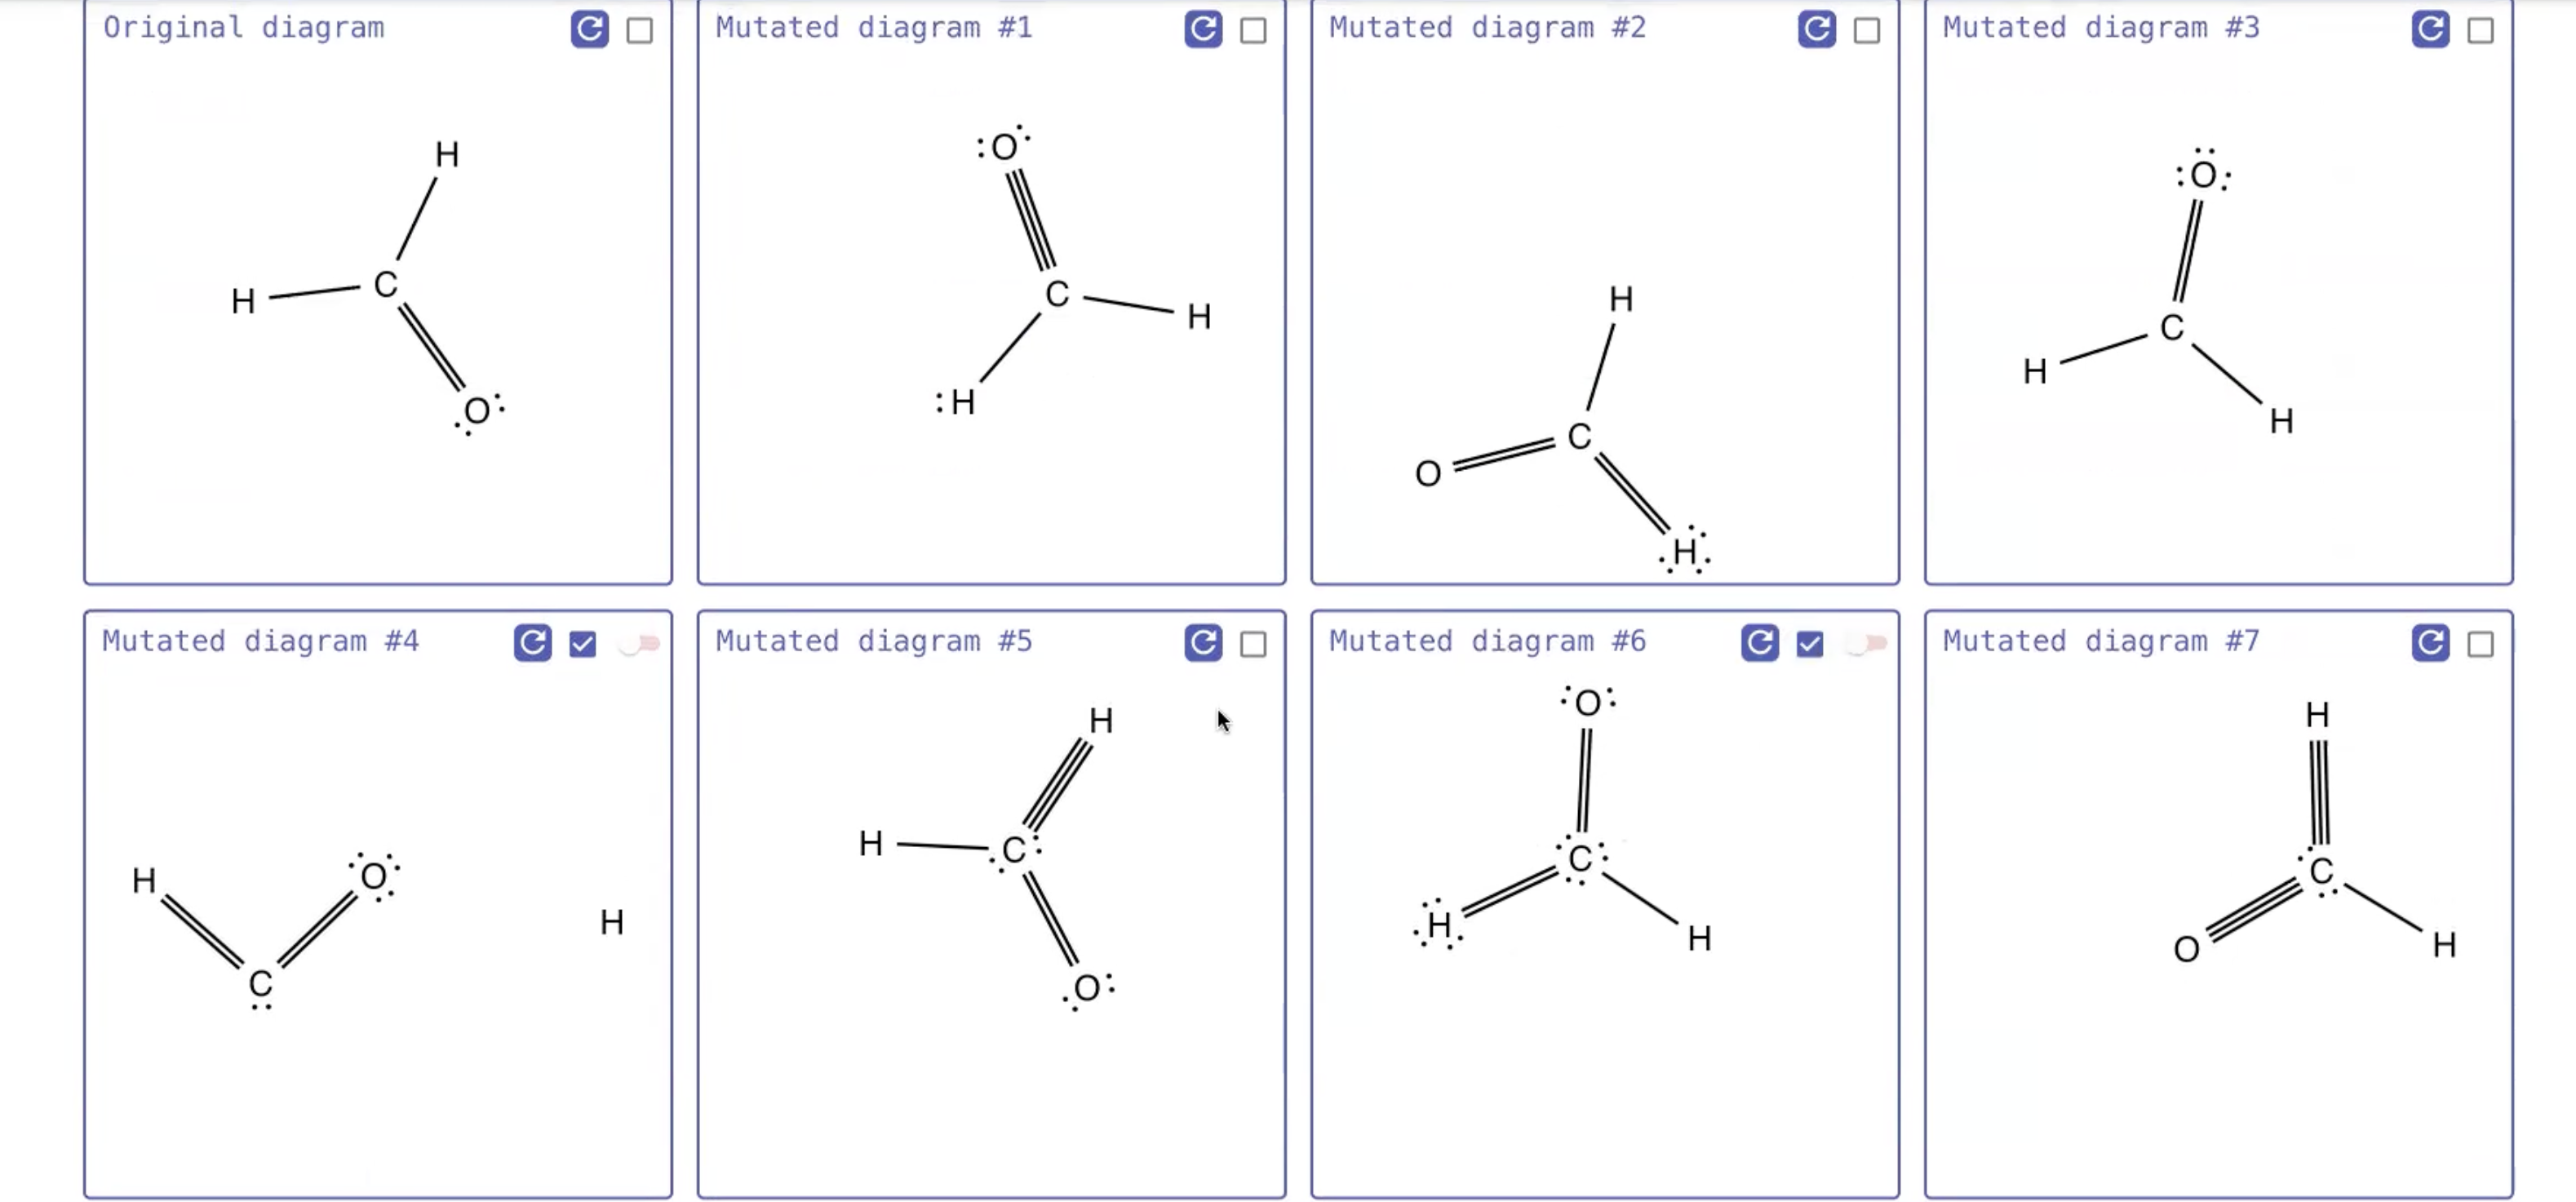 Original diagram
H
H C
O
Mutated diagram #1
O
C
H
H
Mutated diagram #2
H
C
O
H
Mutated diagram #3
O
C
H
H
Mutated diagram #4
H O
H
C
Mutated diagram #5
H
H C
O
Mutated diagram #6
O
C
H H
Mutated diagram #7
H
C
O H